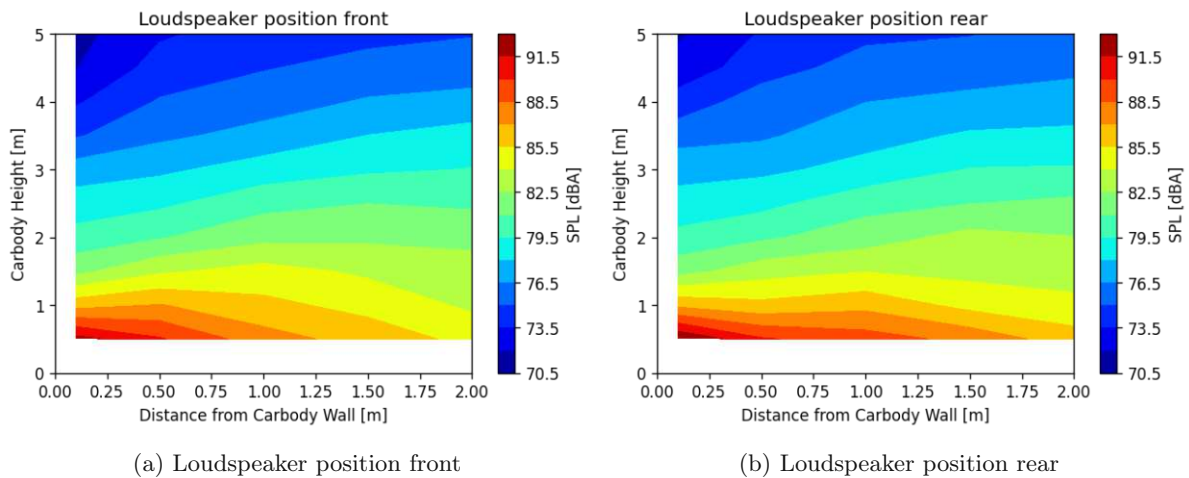 Loudspeaker position front
5
4
3
2
1
0
Carbody Height [m]
0.00 0.25 0.50 0.75 1.00 1.25 1.50 1.75 2.00
Distance from Carbody Wall [m]
91.5
88.5
85.5
82.5
79.5
76.5
73.5
70.5
SPL [dBA]
(a) Loudspeaker position front
Loudspeaker position rear
5
4
3
2
1
0
Carbody Height [m]
0.00 0.25 0.50 0.75 1.00 1.25 1.50 1.75 2.00
Distance from Carbody Wall [m]
91.5
88.5
85.5
82.5
79.5
76.5
73.5
70.5
SPL [dBA]
(b) Loudspeaker position rear